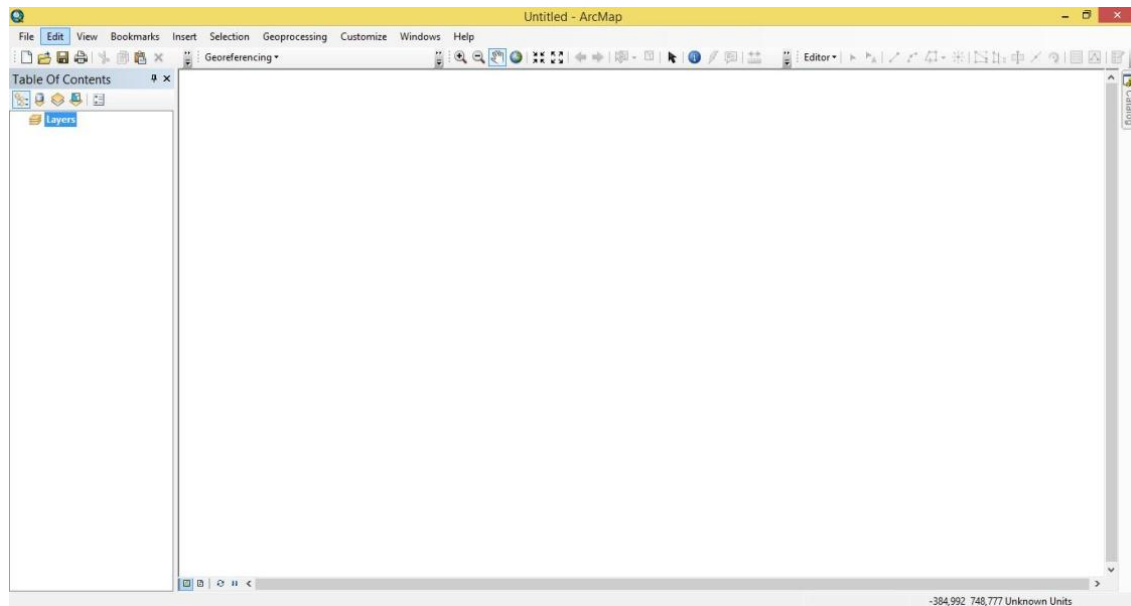 Untitled - ArcMap
File Edit View Bookmarks Insert Selection Geoprocessing Customize Windows Help
Georeferencing Editor
Table Of Contents
Catalog
Layers
-384,992 748,777 Unknown Units